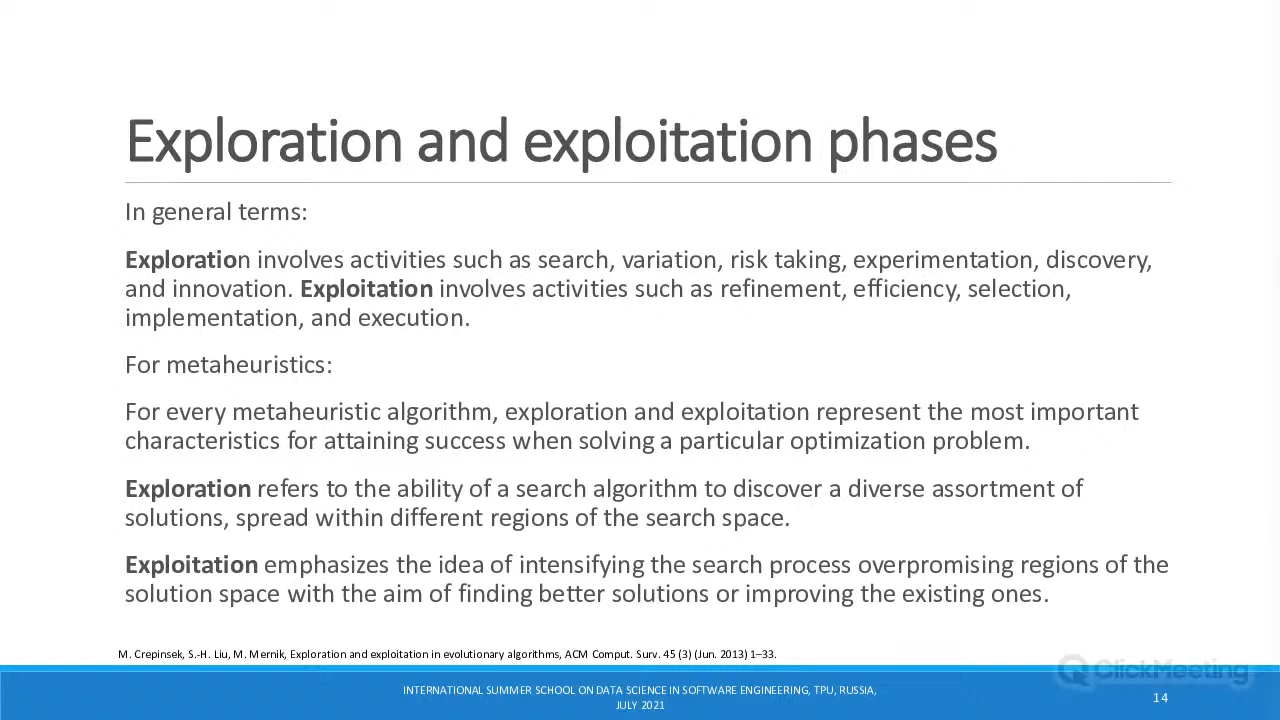 Exploration and exploitation phases
In general terms:
Exploration involves activities such as search, variation, risk taking, experimentation, discovery,
and innovation. Exploitation involves activities such as refinement, efficiency, selection,
implementation, and execution.
For metaheuristics:
For every metaheuristic algorithm, exploration and exploitation represent the most important
characteristics for attaining success when solving a particular optimization problem.
Exploration refers to the ability of a search algorithm to discover a diverse assortment of
solutions, spread within different regions of the search space.
Exploitation emphasizes the idea of intensifying the search process overpromising regions of the
solution space with the aim of finding better solutions or improving the existing ones.
M. Crepinsek, S.-H. Liu, M. Mernik, Exploration and exploitation in evolutionary algorithms, ACM Comput. Surv. 45 (3) (Jun. 2013) 1–33.
ClickMeeting
INTERNATIONAL SUMMER SCHOOL ON DATA SCIENCE IN SOFTWARE ENGINEERING, TPU, RUSSIA,
JULY 2021
14